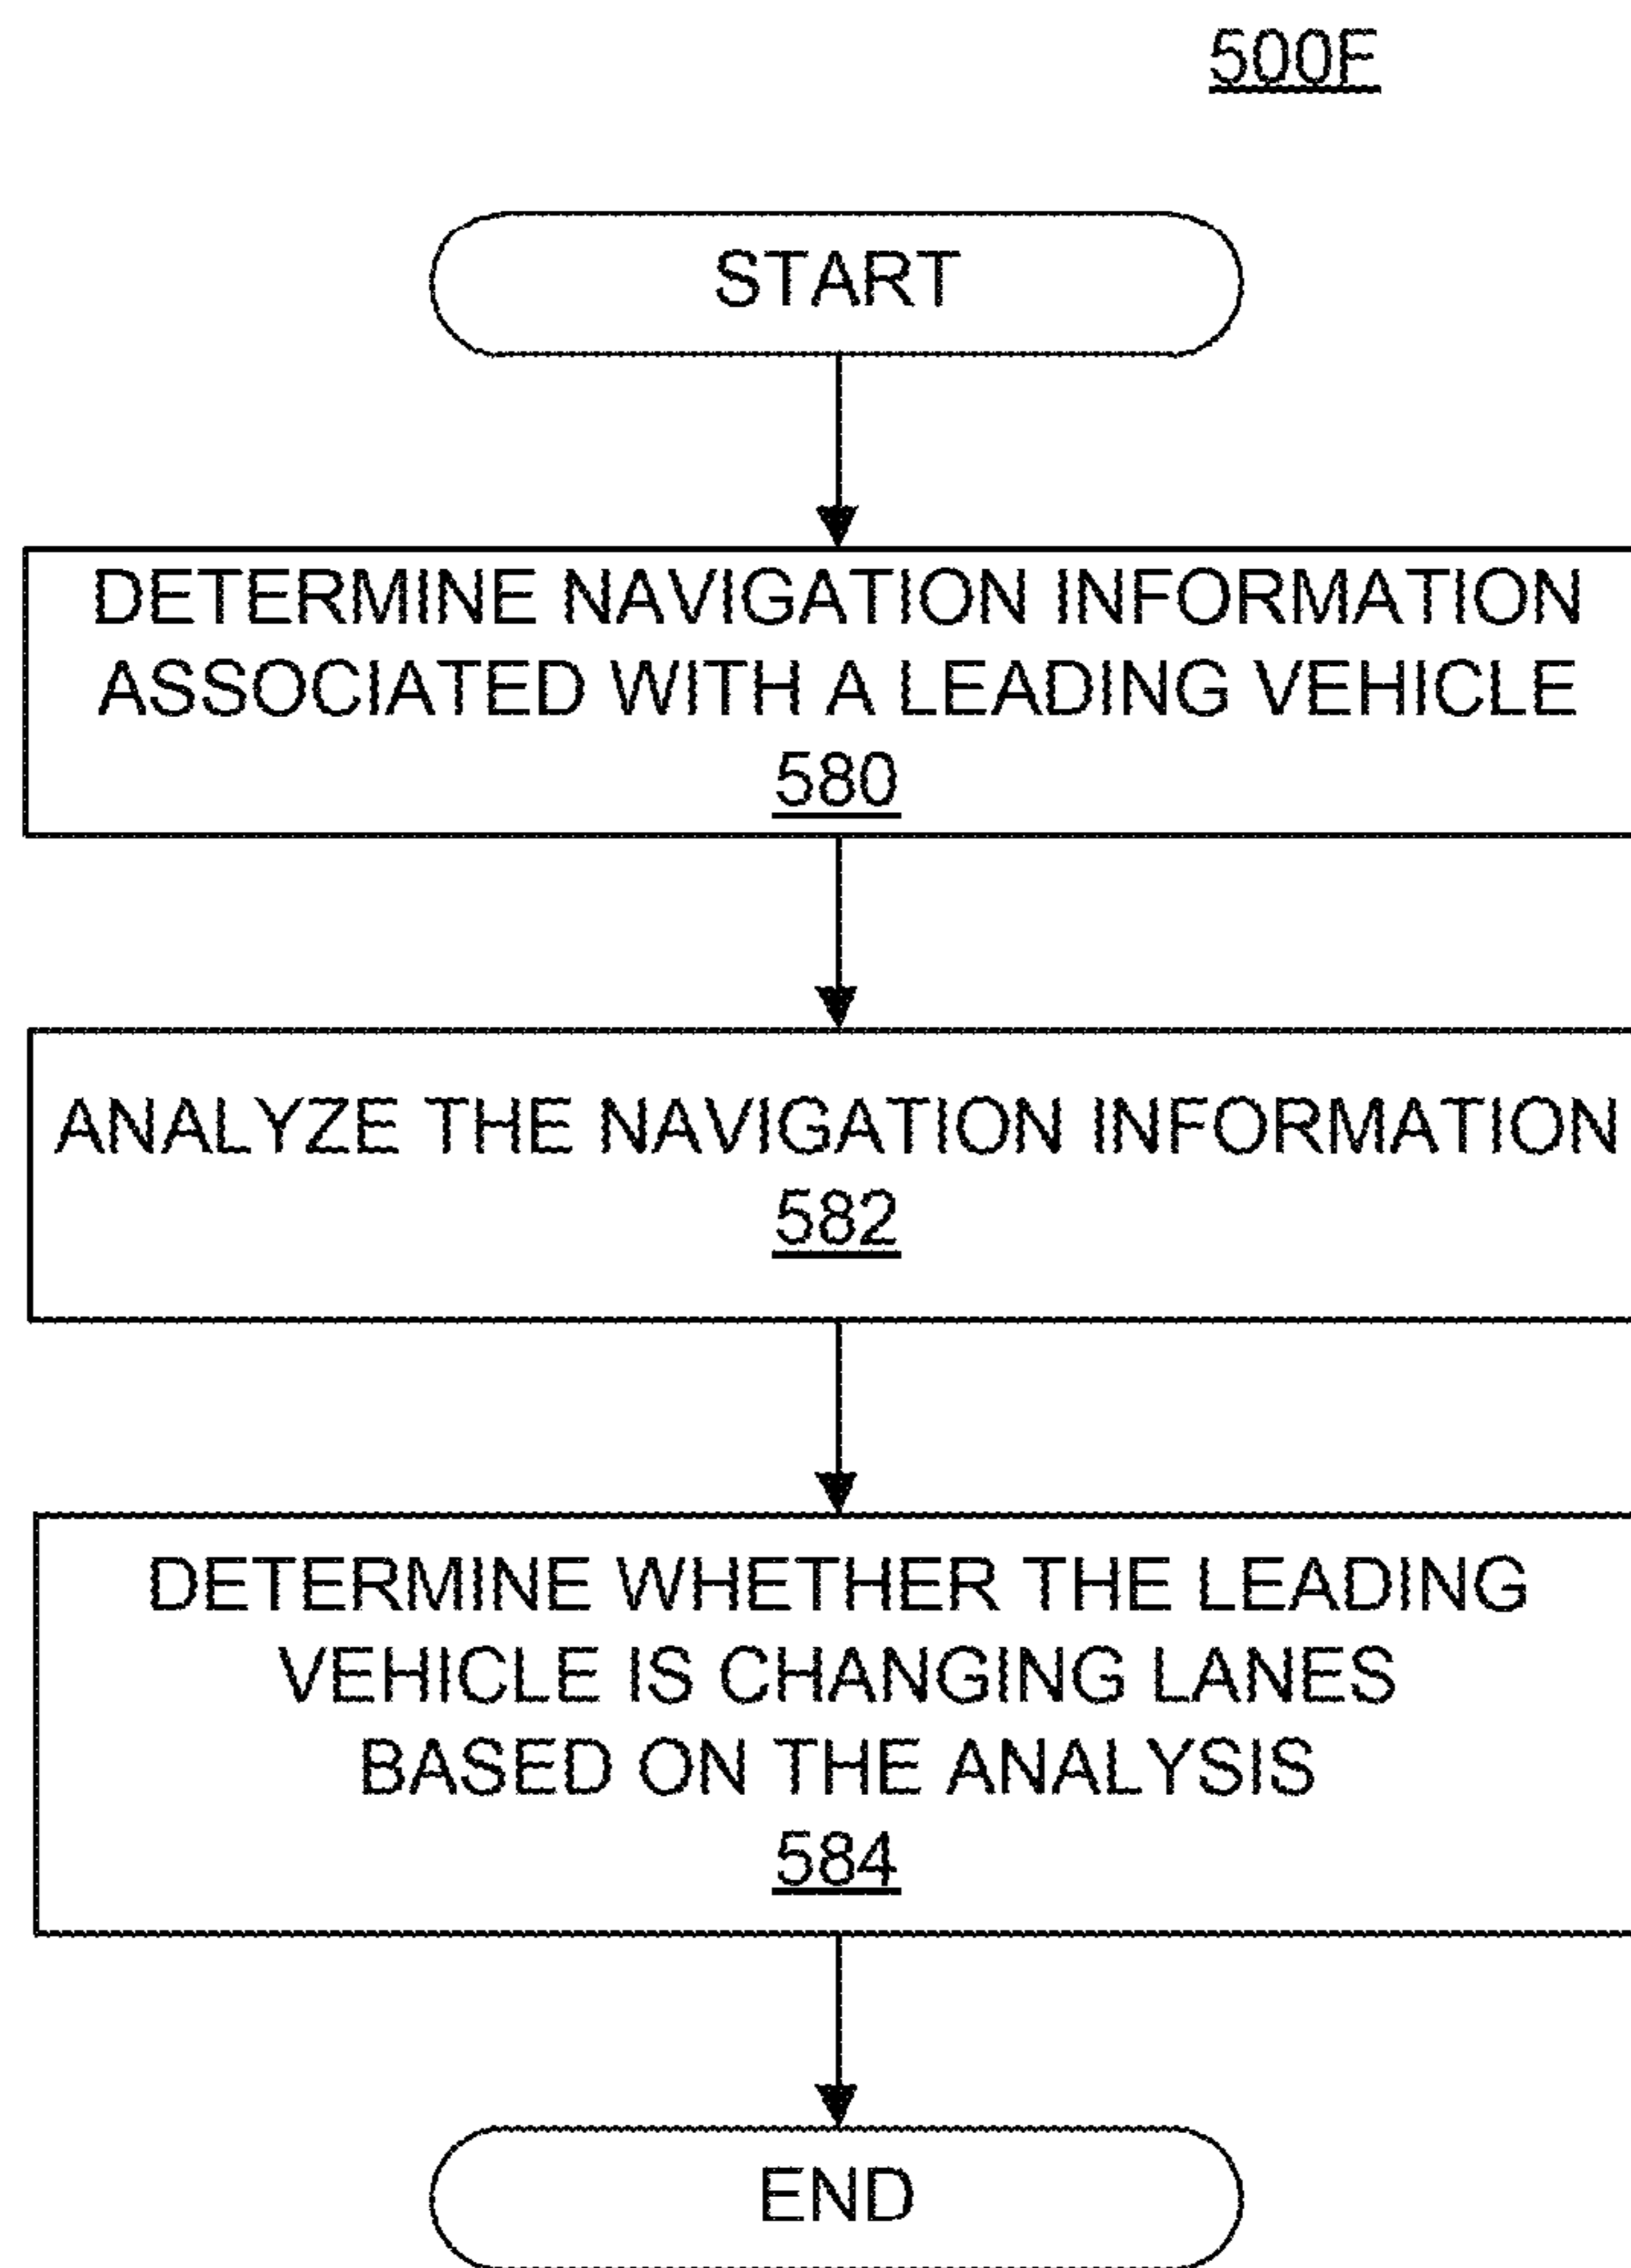 500F
START
DETERMINE NAVIGATION INFORMATION
ASSOCIATED WITH A LEADING VEHICLE
580
ANALYZE THE NAVIGATION INFORMATION
582
DETERMINE WHETHER THE LEADING
VEHICLE IS CHANGING LANES
BASED ON THE ANALYSIS
584
END